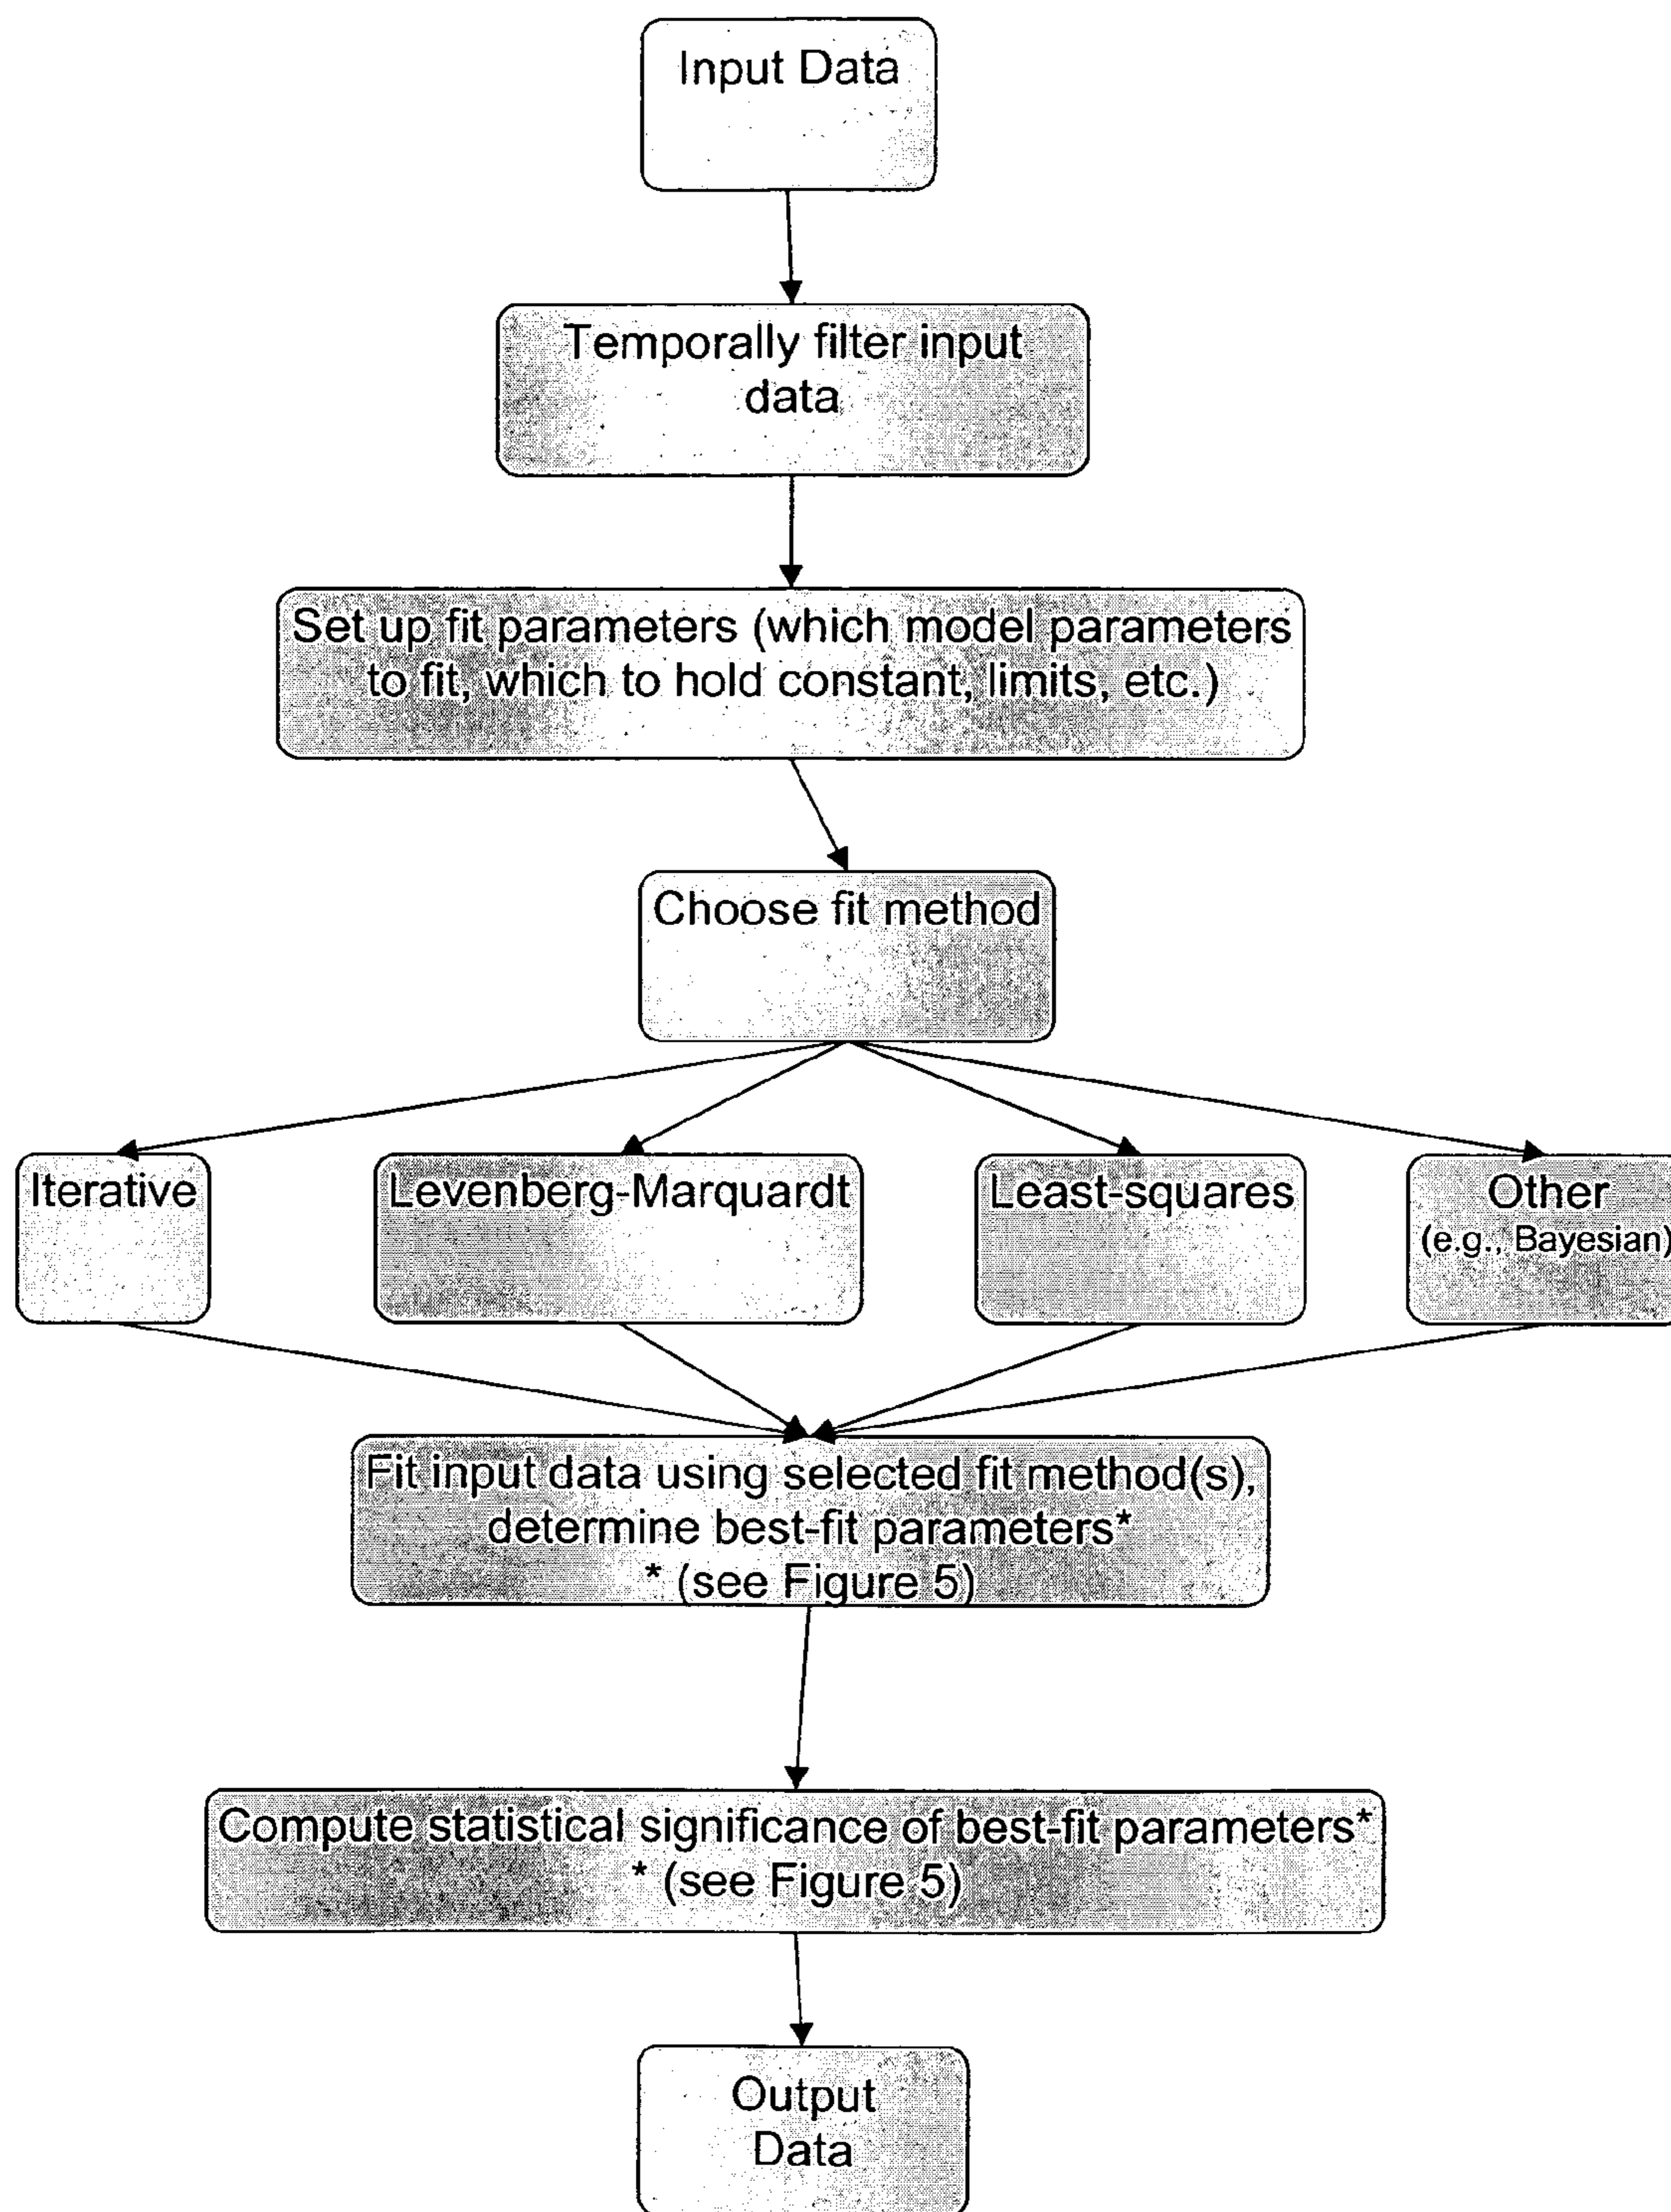 Input Data
Temporally filter input
data
Set up fit parameters (which model parameters
to fit, which to hold constant, limits, etc.)
Choose fit method
Iterative
Levenberg-Marquardt
Least-squares
Other
(e.g., Bayesian)
Fit input data using selected fit method(s),
determine best-fit parameters*
* (see Figure 5)
Compute statistical significance of best-fit parameters*
* (see Figure 5)
Output
Data